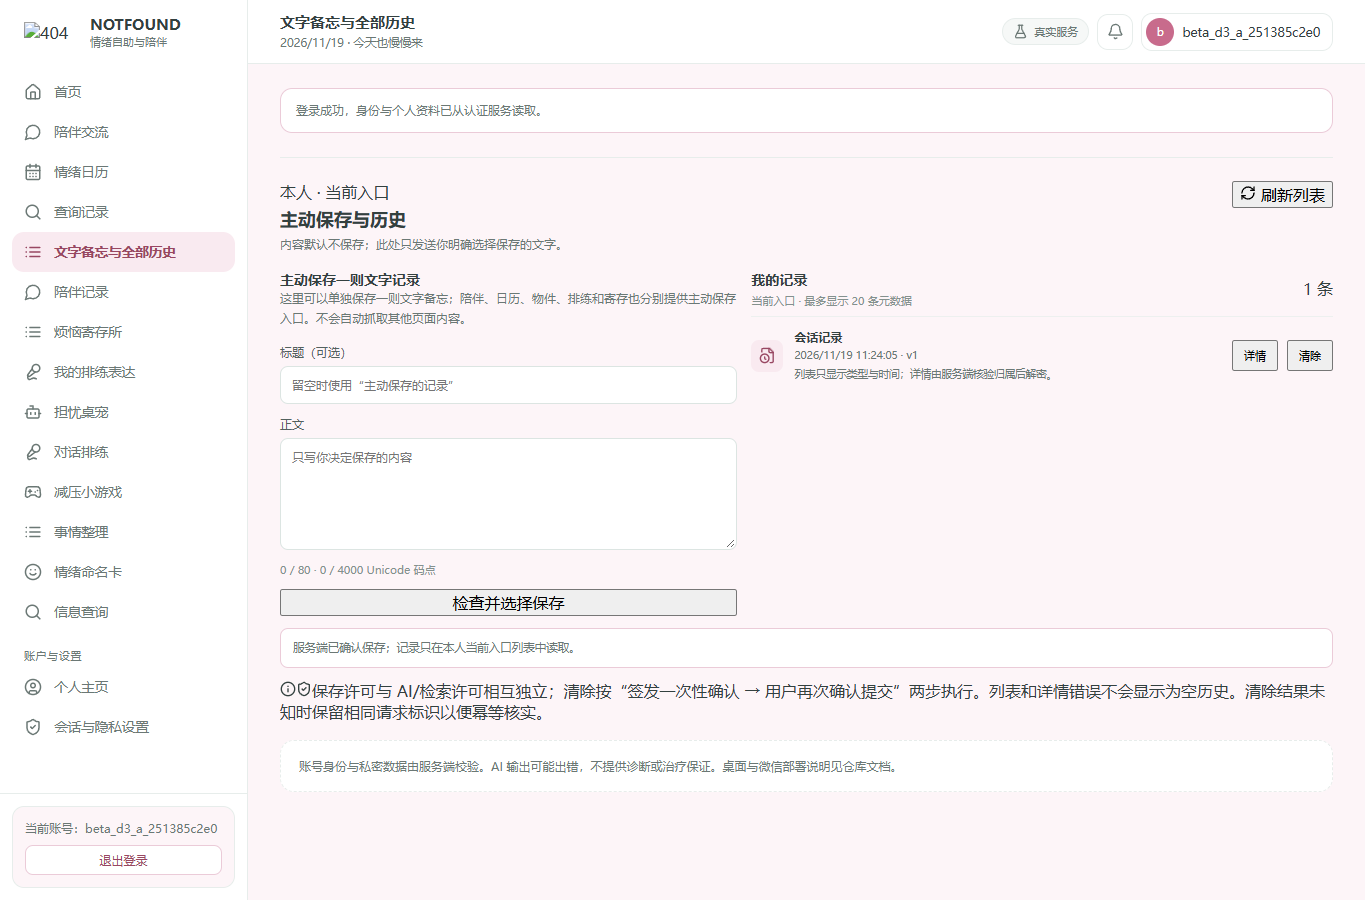 404
NOTFOUND
情绪自助与陪伴
首页
陪伴交流
情绪日历
查询记录
文字备忘与全部历史
陪伴记录
烦恼寄存所
我的排练表达
担忧桌宠
对话排练
减压小游戏
事情整理
情绪命名卡
信息查询
账户与设置
个人主页
会话与隐私设置
当前账号：beta_d3_a_251385c2e0
退出登录
文字备忘与全部历史
2026/11/19 · 今天也慢慢来
真实服务
b
beta_d3_a_251385c2e0
登录成功，身份与个人资料已从认证服务读取。
本人 · 当前入口
主动保存与历史
内容默认不保存；此处只发送你明确选择保存的文字。
刷新列表
主动保存一则文字记录
这里可以单独保存一则文字备忘；陪伴、日历、物件、排练和寄存也分别提供主动保存
入口。不会自动抓取其他页面内容。
标题（可选）
留空时使用“主动保存的记录”
正文
只写你决定保存的内容
0 / 80 · 0 / 4000 Unicode 码点
检查并选择保存
我的记录
当前入口 · 最多显示 20 条元数据
1 条
会话记录
2026/11/19 11:24:05 · v1
列表只显示类型与时间；详情由服务端核验归属后解密。
详情
清除
服务端已确认保存；记录只在本人当前入口列表中读取。
保存许可与 AI/检索许可相互独立；清除按“签发一次性确认 → 用户再次确认提交”两步执行。列表和详情错误不会显示为空历史。清除结果未
知时保留相同请求标识以便幂等核实。
账号身份与私密数据由服务端校验。AI 输出可能出错，不提供诊断或治疗保证。桌面与微信部署说明见仓库文档。